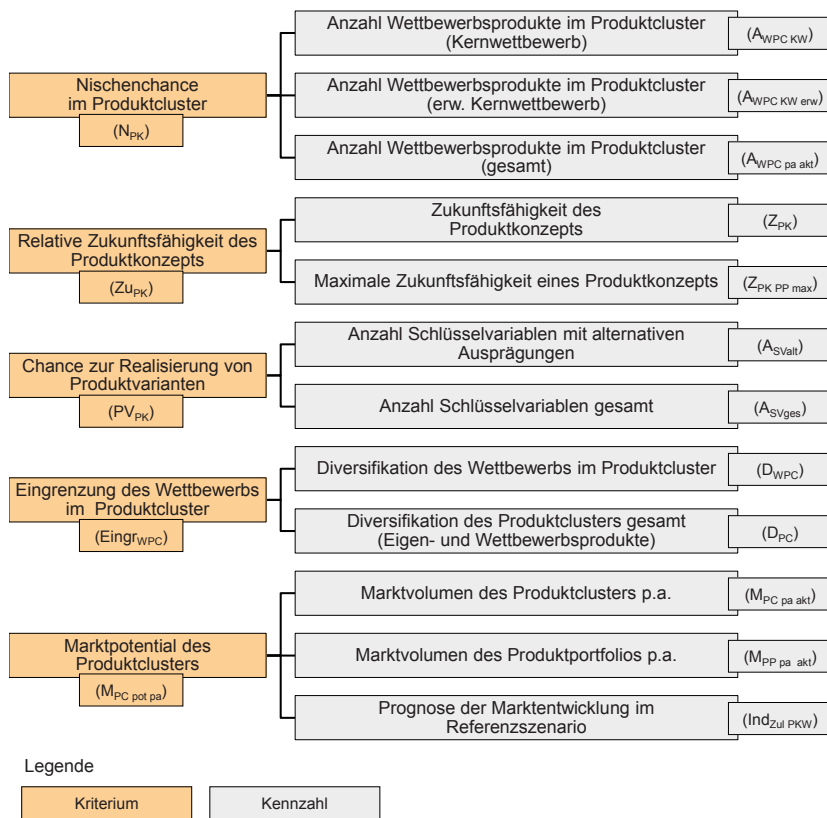 Nischenchance
im Produktcluster
(N_PK)
Anzahl Wettbewerbsprodukte im Produktcluster
(Kernwettbewerb)
(A_WPC KW)
Anzahl Wettbewerbsprodukte im Produktcluster
(erw. Kernwettbewerb)
(A_WPC KW erw)
Anzahl Wettbewerbsprodukte im Produktcluster
(gesamt)
(A_WPC pa akt)
Relative Zukunftsfähigkeit des
Produktkonzepts
(Zu_PK)
Zukunftsfähigkeit des
Produktkonzepts
(Z_PK)
Maximale Zukunftsfähigkeit eines Produktkonzepts
(Z_PK PP max)
Chance zur Realisierung von
Produktvarianten
(PV_PK)
Anzahl Schlüsselvariablen mit alternativen
Ausprägungen
(A_SValt)
Anzahl Schlüsselvariablen gesamt
(A_SVges)
Eingrenzung des Wettbewerbs
im Produktcluster
(Eingr_WPC)
Diversifikation des Wettbewerbs im Produktcluster
(D_WPC)
Diversifikation des Produktclusters gesamt
(Eigen- und Wettbewerbsprodukte)
(D_PC)
Marktpotential des
Produktclusters
(M_PC pot pa)
Marktvolumen des Produktclusters p.a.
(M_PC pa akt)
Marktvolumen des Produktportfolios p.a.
(M_PP pa akt)
Prognose der Marktentwicklung im
Referenzszenario
(Ind_Zul PKW)
Legende
Kriterium
Kennzahl